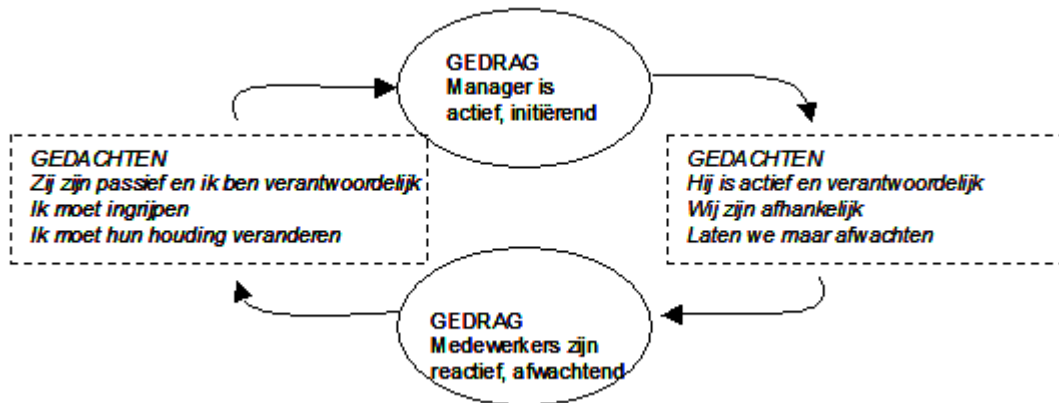 GEDRAG
Manager is
actief, initiërend
GEDACHTEN
Zij zijn passief en ik ben verantwoordelijk
Ik moet ingrijpen
Ik moet hun houding veranderen
GEDACHTEN
Hij is actief en verantwoordelijk
Wij zijn afhankelijk
Laten we maar afwachten
GEDRAG
Medewerkers zijn
reactief, afwachtend